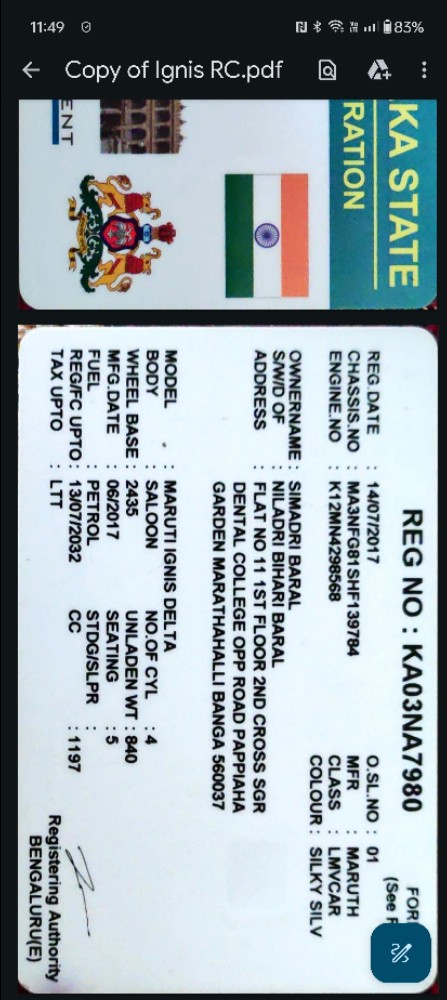 11:49
83%
Copy of Ignis RC.pdf
KA STATE
RATION
ENT
REG NO : KA03NA7980
FOR
(See
REG.DATE : 14/07/2017 O.SL.NO : 01
CHASSIS.NO : MA3NFG81SHF139784 MFR : MARUTH
ENGINE.NO : K12MN4298568 CLASS : LMVCAR
COLOUR : SILKY SILV
OWNERNAME : SIMADRI BARAL
S/W/D OF : NILADRI BIHARI BARAL
ADDRESS : FLAT NO 11 1ST FLOOR 2ND CROSS SGR
DENTAL COLLEGE OPP ROAD PAPPIAHA
GARDEN MARATHAHALLI BANGA 560037
MODEL : MARUTI IGNIS DELTA
BODY : SALOON NO.OF CYL : 4
WHEEL BASE : 2435 UNLADEN WT : 840
MFG.DATE : 06/2017 SEATING : 5
FUEL : PETROL STDG/SLPR :
REG/FC UPTO : 13/07/2032 CC : 1197
TAX UPTO : LTT
Registering Authority
BENGALURU(E)